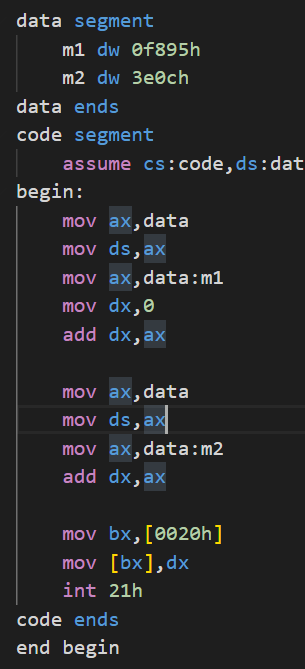 data segment
    m1 dw 0f895h
    m2 dw 3e0ch
data ends
code segment
    assume cs:code,ds:dat
begin:
    mov ax,data
    mov ds,ax
    mov ax,data:m1
    mov dx,0
    add dx,ax

    mov ax,data
    mov ds,ax
    mov ax,data:m2
    add dx,ax

    mov bx,[0020h]
    mov [bx],dx
    int 21h
code ends
end begin